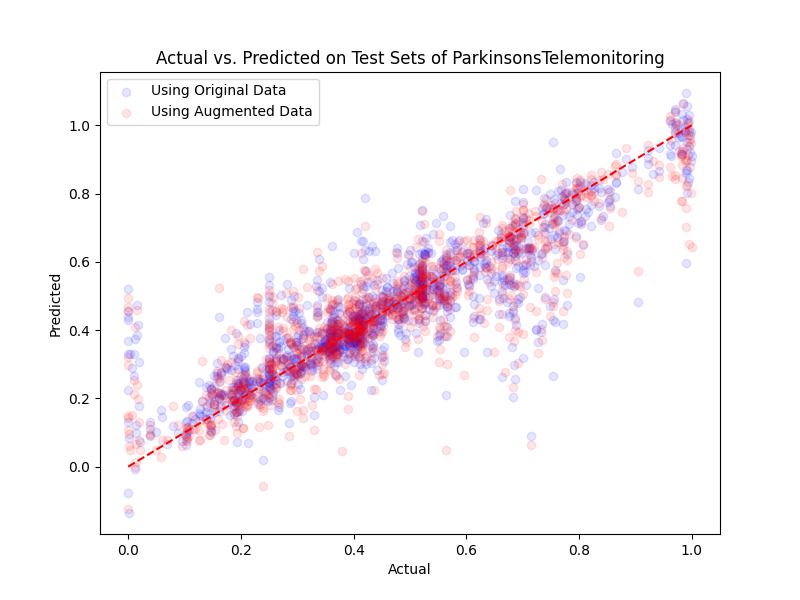 Actual vs. Predicted on Test Sets of ParkinsonsTelemonitoring
Using Original Data
Using Augmented Data
1.0
0.8
0.6
0.4
0.2
0.0
Predicted
0.0 0.2 0.4 0.6 0.8 1.0
Actual